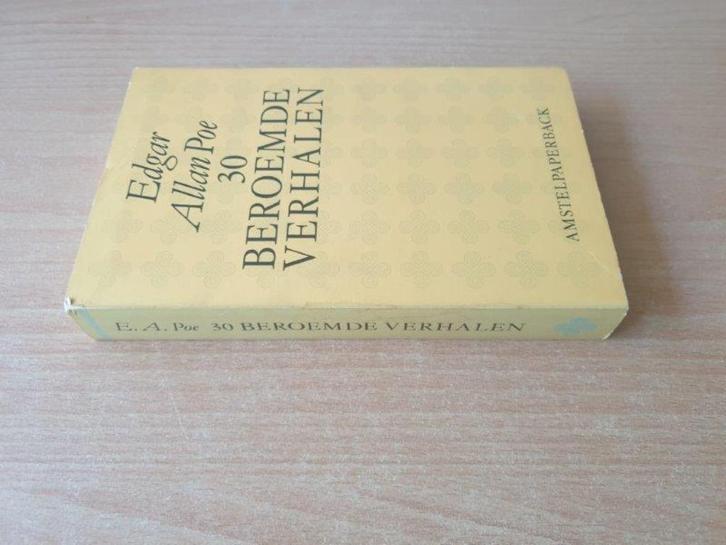 Edgar
Allan Poe
30
BEROEMDE
VERHALEN
AMSTELPAPERBACK
E. A. Poe 30 BEROEMDE VERHALEN